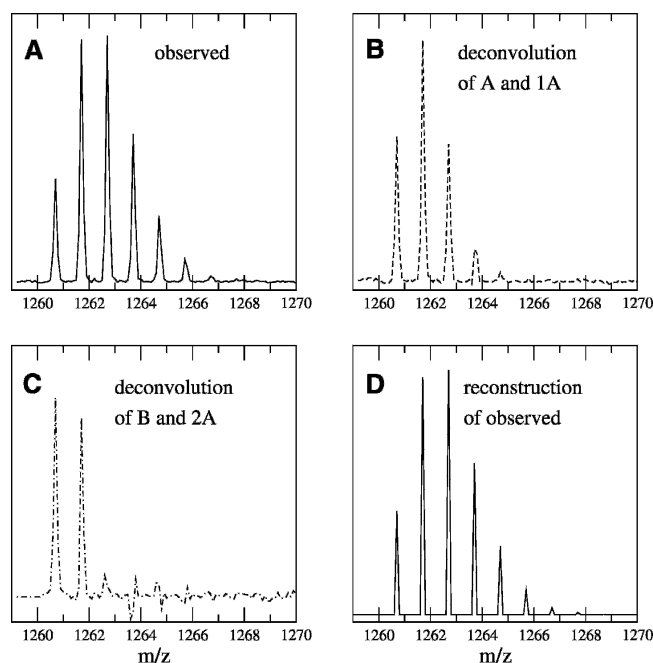 A
observed
1260 1262 1264 1266 1268 1270
B
deconvolution
of A and 1A
1260 1262 1264 1266 1268 1270
C
deconvolution
of B and 2A
1260 1262 1264 1266 1268 1270
m/z
D
reconstruction
of observed
1260 1262 1264 1266 1268 1270
m/z